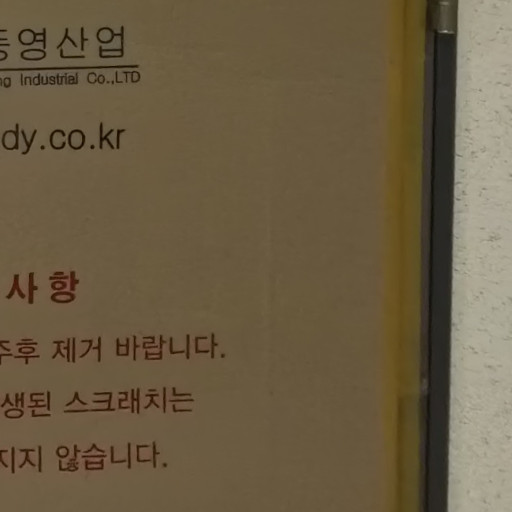 동영산업
ng Industrial Co.,LTD
dy.co.kr
사 항
주후 제거 바랍니다.
생된 스크래치는
지지 않습니다.